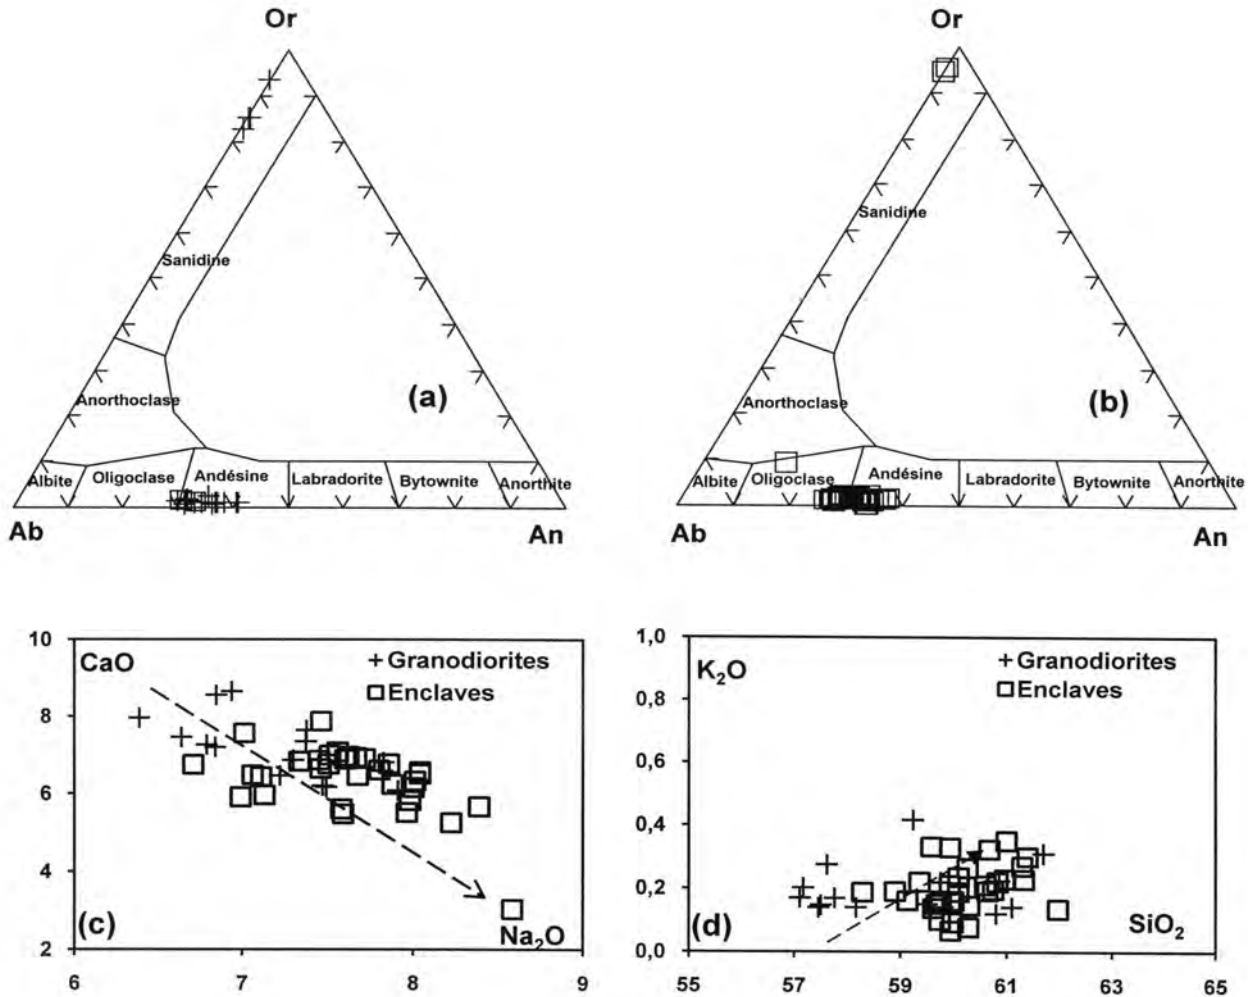 Or
Sanidine
Anorthoclase
(a)
Albite Oligoclase Andésine Labradorite Bytownite Anorthite
Ab An
Or
Sanidine
Anorthoclase
(b)
Albite Oligoclase Andésine Labradorite Bytownite Anorthite
Ab An
10
8
6
4
2
CaO
+ Granodiorites
□ Enclaves
(c)
Na₂O
6 7 8 9
1,0
0,8
0,6
0,4
0,2
0,0
K₂O
+ Granodiorites
□ Enclaves
(d)
SiO₂
55 57 59 61 63 65